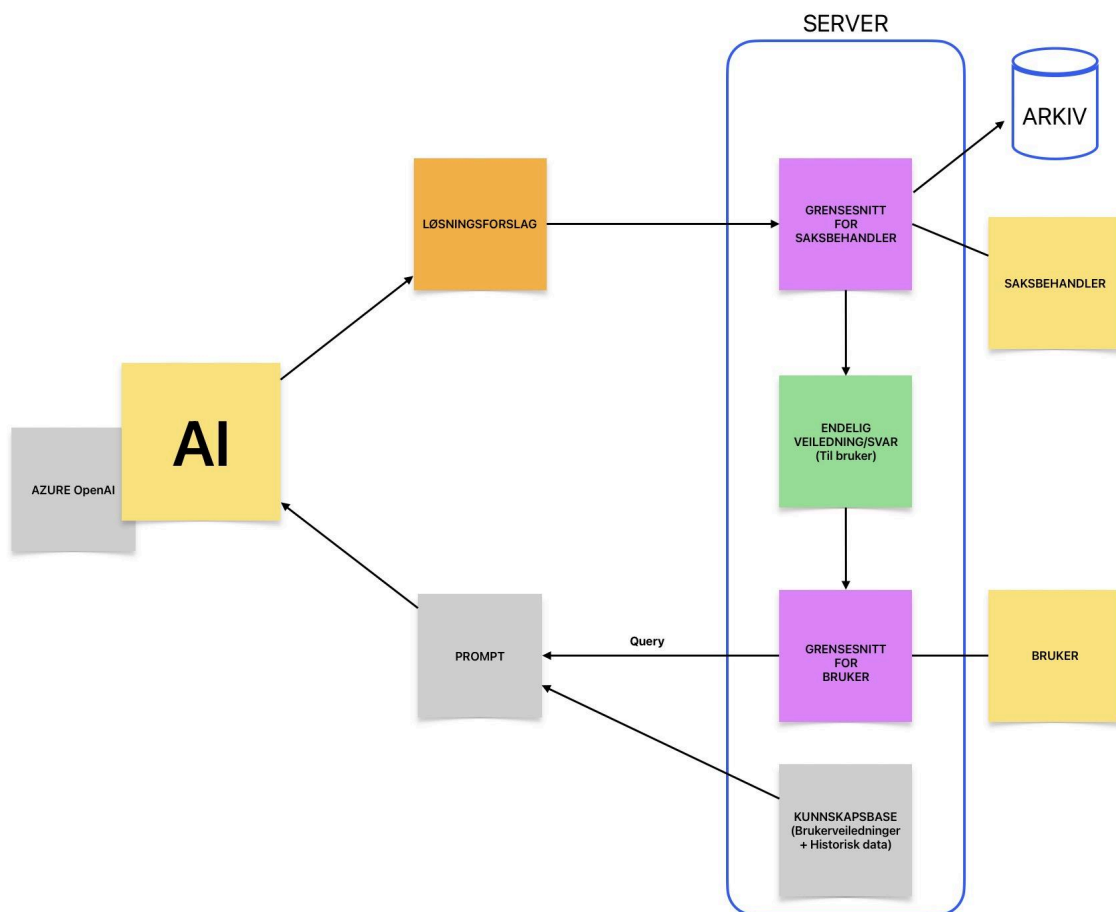 SERVER
ARKIV
LØSNINGSFORSLAG
GRENSESNITT
FOR
SAKSBEHANDLER
SAKSBEHANDLER
AI
AZURE OpenAI
ENDELIG
VEILEDNING/SVAR
(Til bruker)
PROMPT
Query
GRENSESNITT
FOR
BRUKER
BRUKER
KUNNSKAPSBASE
(Brukerveiledninger
+ Historisk data)